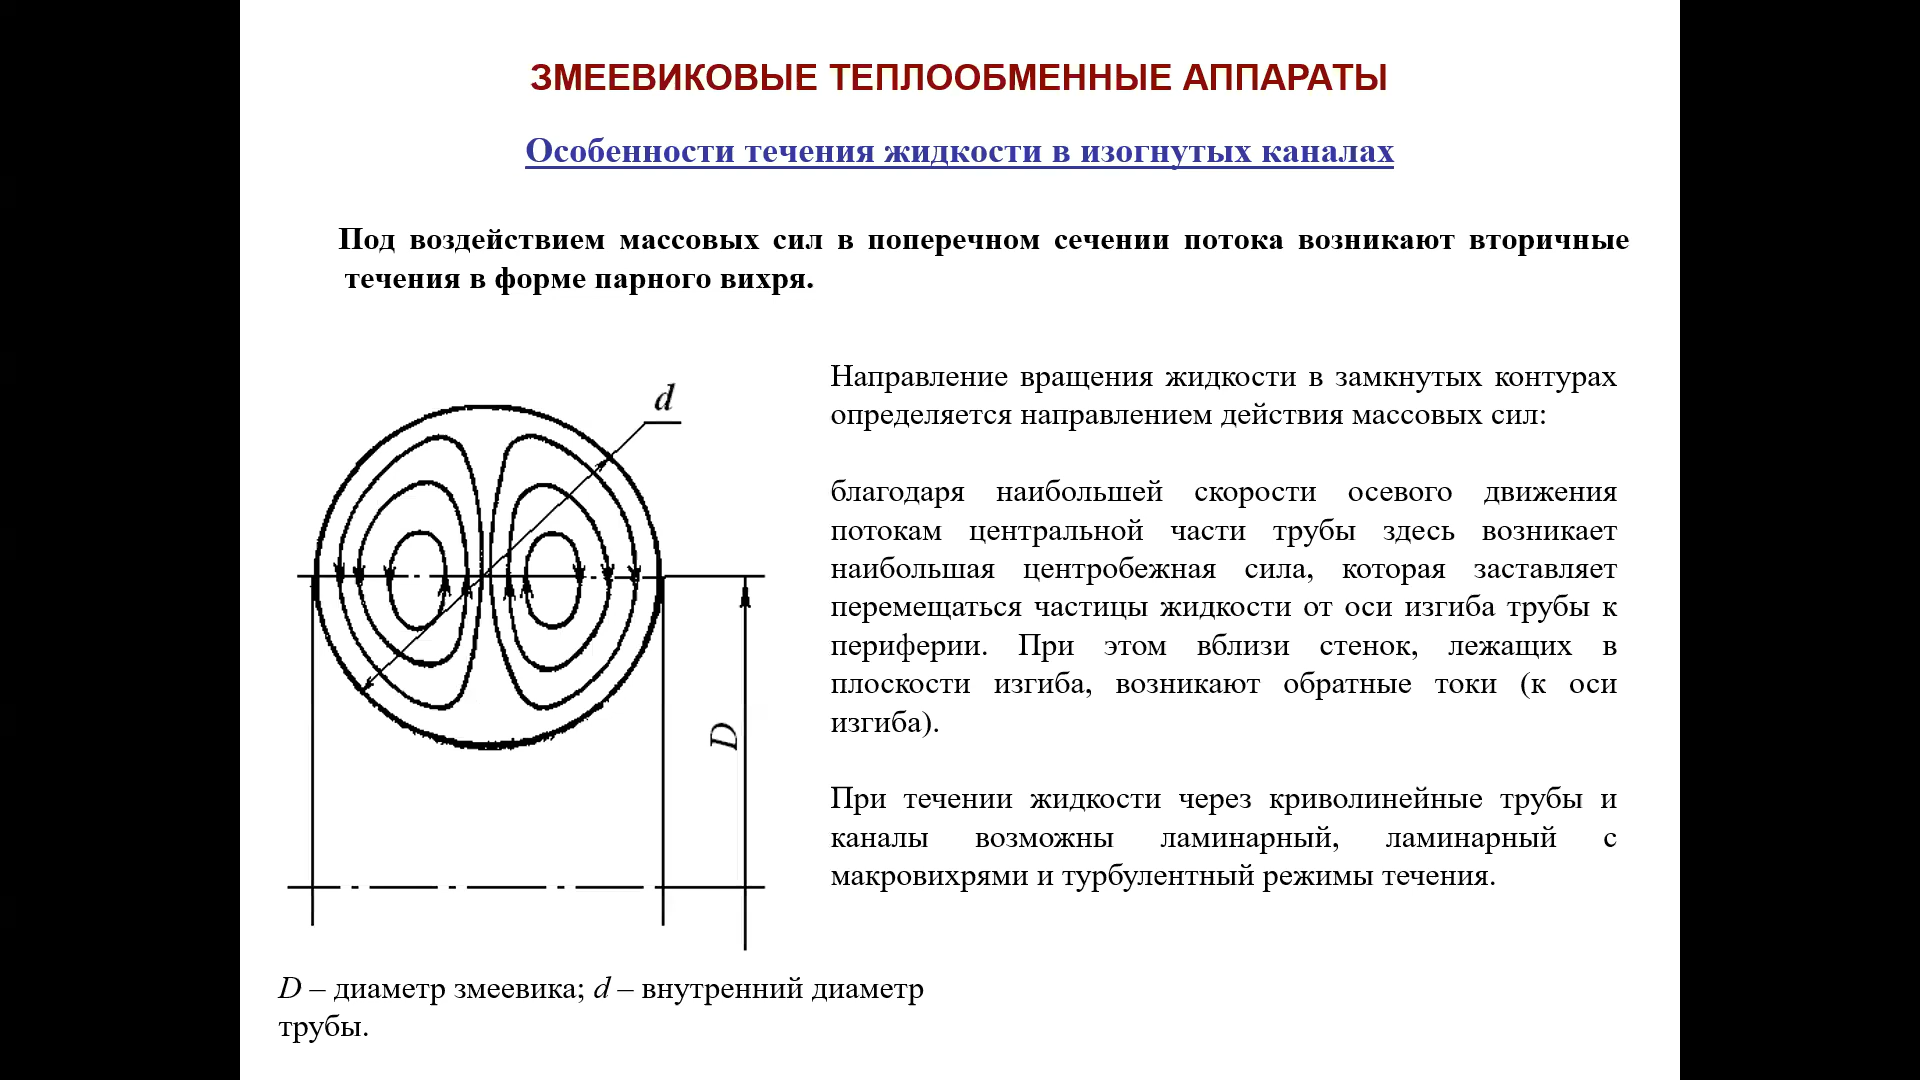 ЗМЕЕВИКОВЫЕ ТЕПЛООБМЕННЫЕ АППАРАТЫ
Особенности течения жидкости в изогнутых каналах
Под воздействием массовых сил в поперечном сечении потока возникают вторичные
течения в форме парного вихря.
d
D
Направление вращения жидкости в замкнутых контурах
определяется направлением действия массовых сил:
благодаря наибольшей скорости осевого движения
потокам центральной части трубы здесь возникает
наибольшая центробежная сила, которая заставляет
перемещаться частицы жидкости от оси изгиба трубы к
периферии. При этом вблизи стенок, лежащих в
плоскости изгиба, возникают обратные токи (к оси
изгиба).
При течении жидкости через криволинейные трубы и
каналы возможны ламинарный, ламинарный с
макровихрями и турбулентный режимы течения.
D – диаметр змеевика; d – внутренний диаметр
трубы.